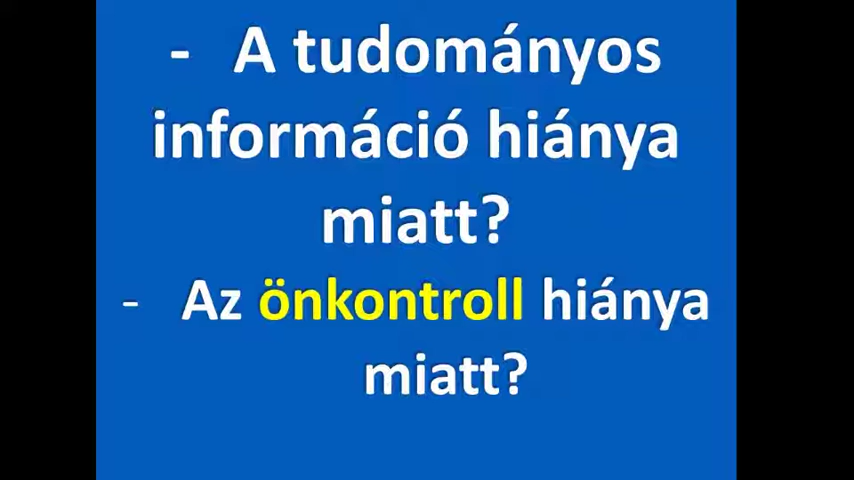 - A tudományos
információ hiánya
miatt?
- Az önkontroll hiánya
miatt?